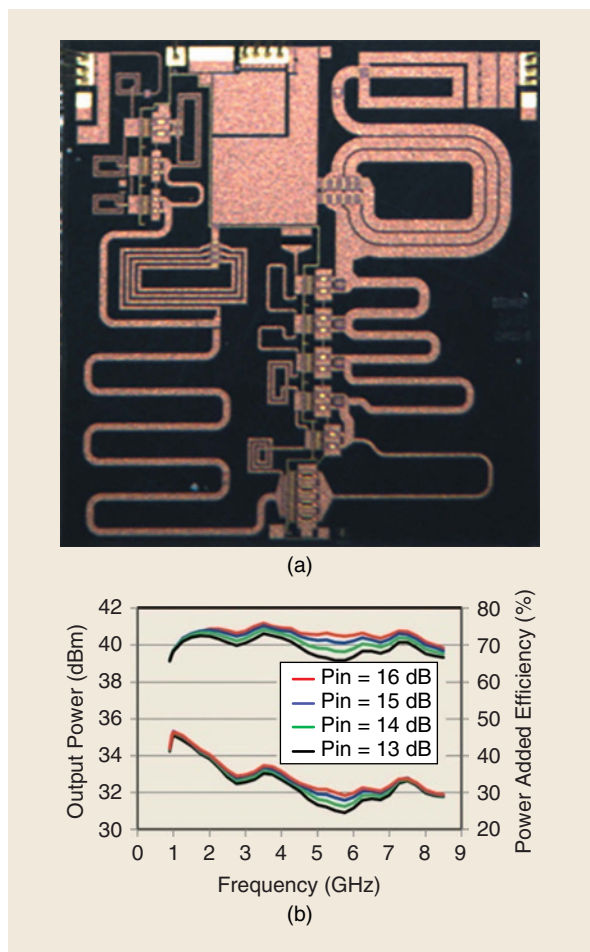 (a)
42
40
38
36
34
32
30
Output Power (dBm)
80
70
60
50
40
30
20
Power Added Efficiency (%)
Pin = 16 dB
Pin = 15 dB
Pin = 14 dB
Pin = 13 dB
0 1 2 3 4 5 6 7 8 9
Frequency (GHz)
(b)